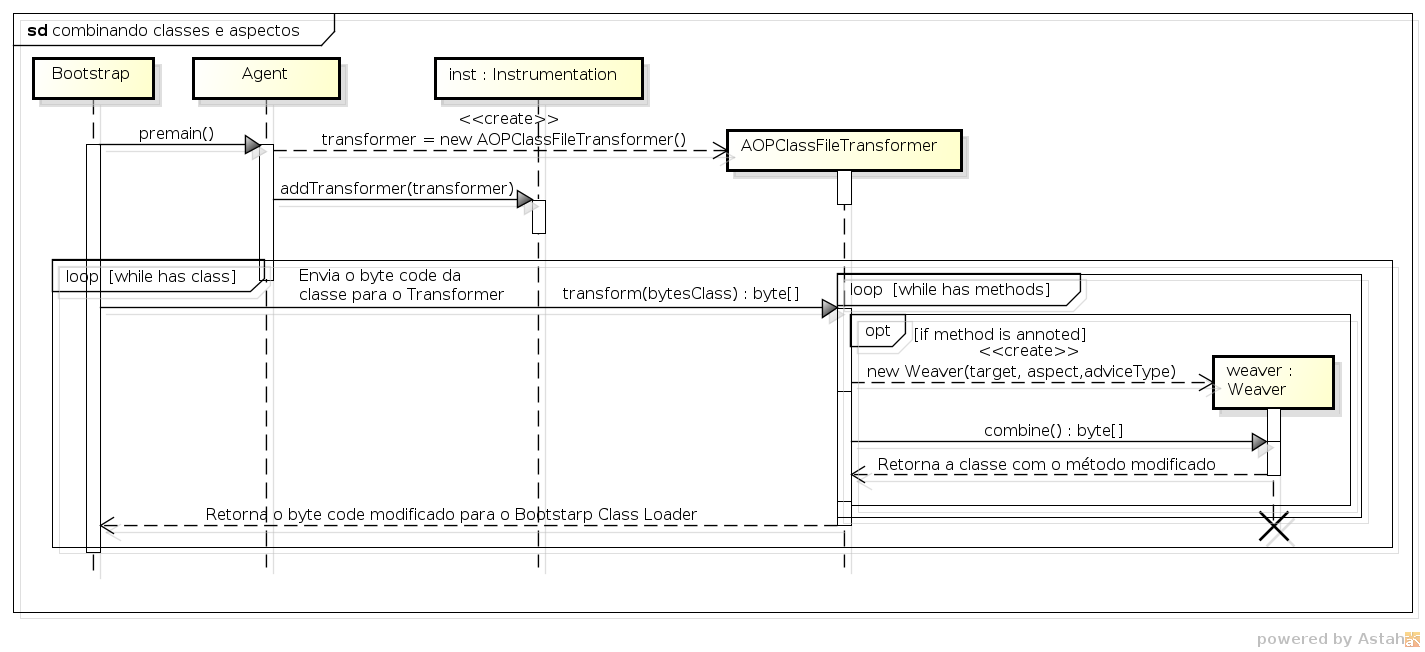 sd combinando classes e aspectos
Bootstrap
Agent
inst : Instrumentation
<<create>>
premain()
transformer = new AOPClassFileTransformer()
AOPClassFileTransformer
addTransformer(transformer)
loop [while has class]
Envia o byte code da
classe para o Transformer
transform(bytesClass) : byte[]
loop [while has methods]
opt
[if method is annoted]
<<create>>
new Weaver(target, aspect,adviceType)
weaver :
Weaver
combine() : byte[]
Retorna a classe com o método modificado
Retorna o byte code modificado para o Bootstarp Class Loader
powered by Astah